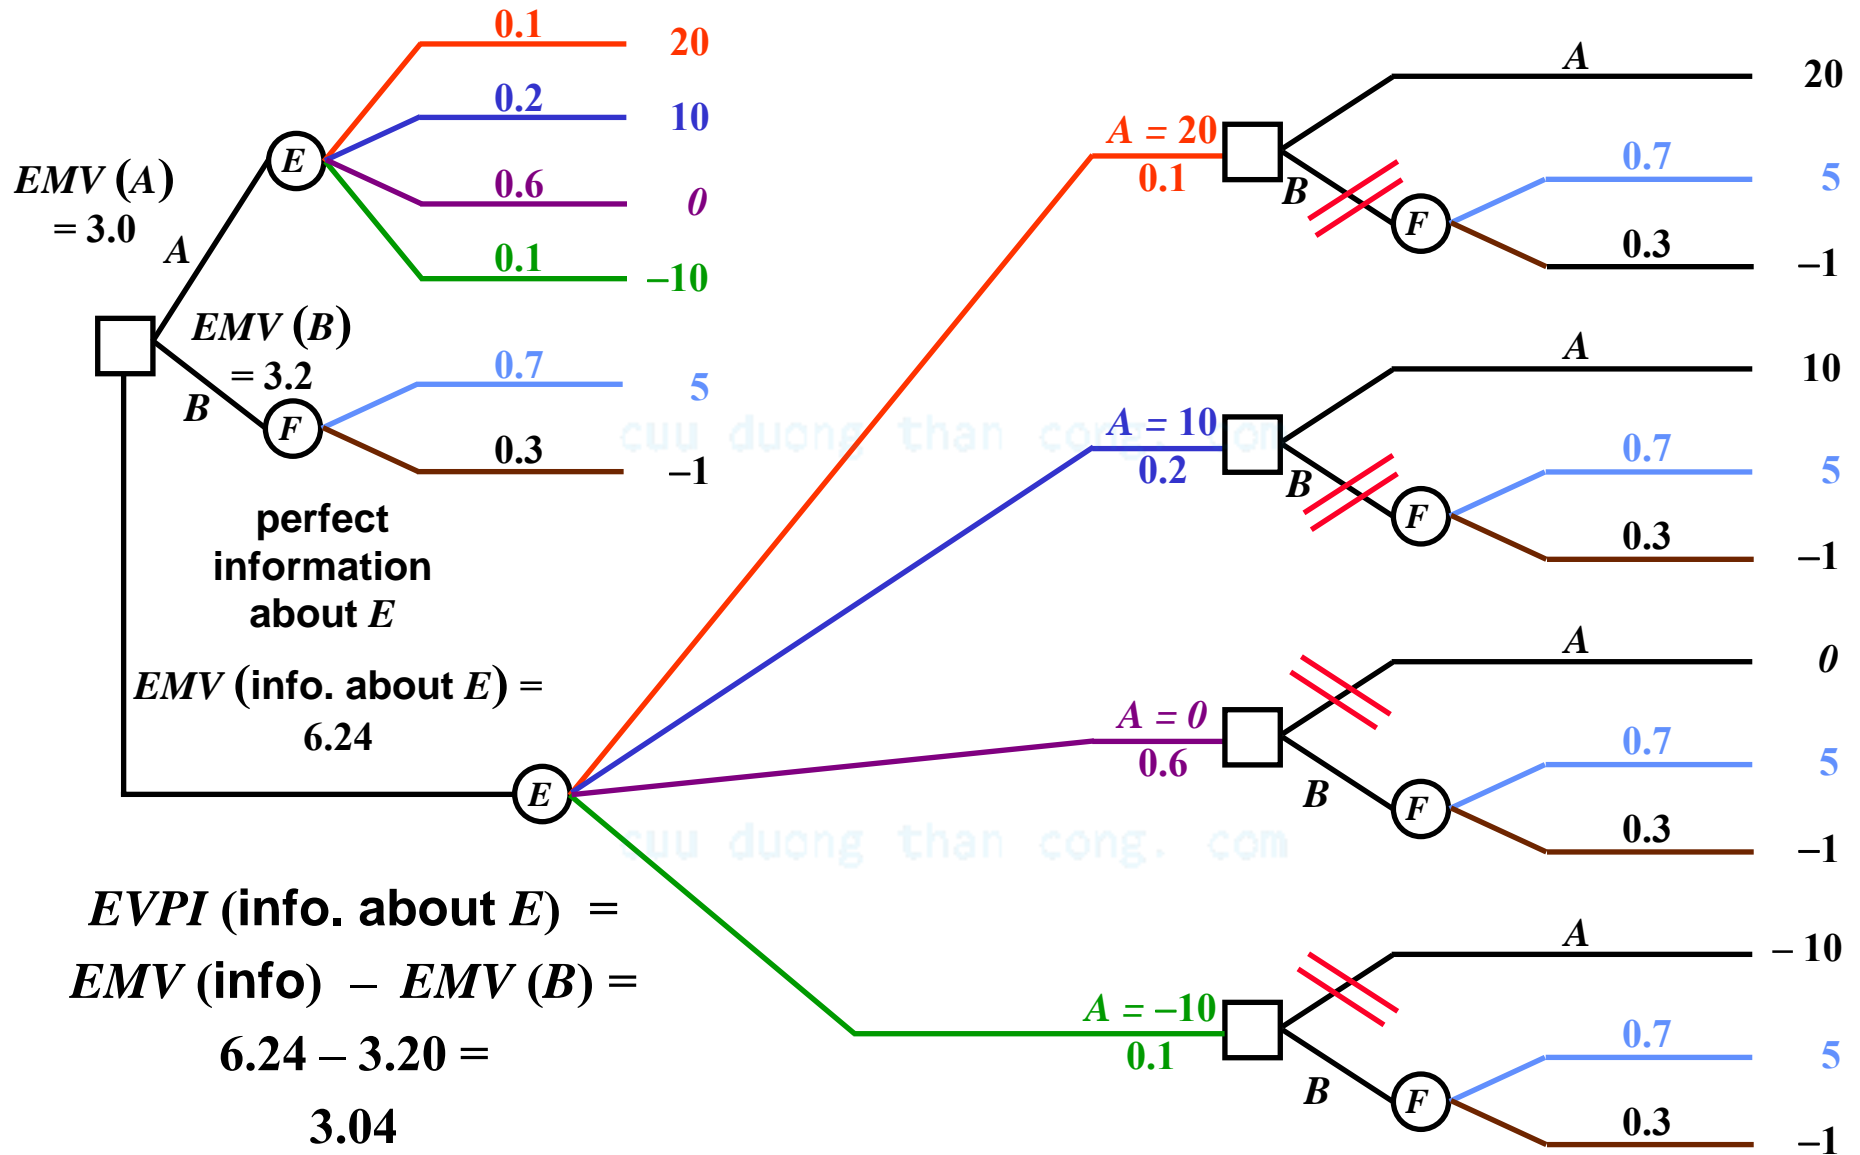 0.1
20
0.2
10
E
0.6
0
0.1
–10
EMV (A)
= 3.0
A
EMV (B)
= 3.2
B
F
0.7
5
0.3
–1
perfect
information
about E
EMV (info. about E) =
6.24
E
EVPI (info. about E) =
EMV (info) – EMV (B) =
6.24 – 3.20 =
3.04
A = 20
0.1
A
20
B
F
0.7
5
0.3
–1
A = 10
0.2
A
10
B
F
0.7
5
0.3
–1
A = 0
0.6
A
0
B
F
0.7
5
0.3
–1
A = –10
0.1
A
– 10
B
F
0.7
5
0.3
–1
cuu duong than cong. com
cuu duong than cong. com